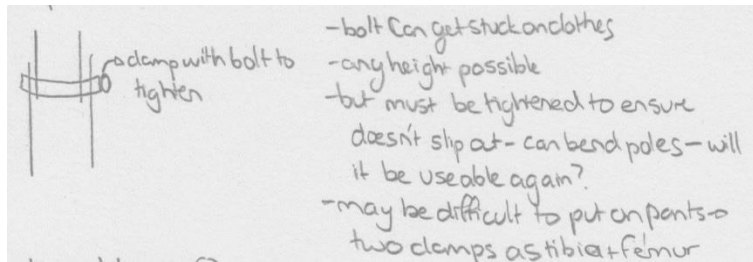 clamp with bolt to
tighten
-bolt can get stuck on clothes
-any height possible
-but must be tightened to ensure
doesn't slip out - can bend poles - will
it be useable again?
-may be difficult to put on pants→
two clamps as tibia + femur